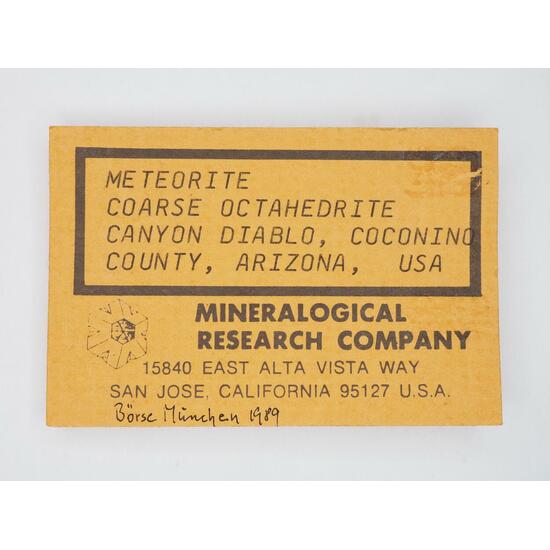 METEORITE
COARSE OCTAHEDRITE
CANYON DIABLO, COCONINO
COUNTY, ARIZONA, USA
MINERALOGICAL
RESEARCH COMPANY
15840 EAST ALTA VISTA WAY
SAN JOSE, CALIFORNIA 95127 U.S.A.
Börse München 1989